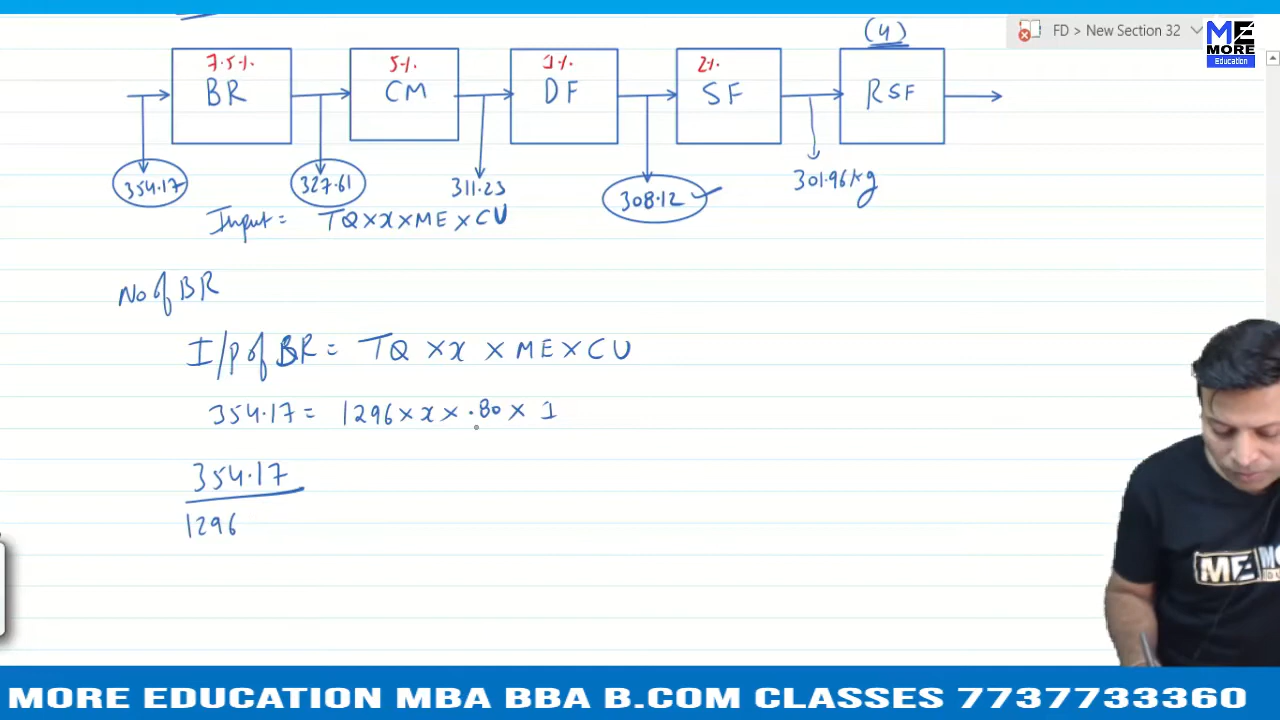 (4)
FD > New Section 32
ME
MORE
Education
7.5%
5%
1%
2%
BR
CM
DF
SF
RSF
354.17
327.61
311.23
308.12
301.96kg
Input = TQ×x×ME×CU
No of BR
I/P of BR = TQ × x × ME × CU
354.17 = 1296 × x × .80 × 1
354.17
1296
ME
MORE EDUCATION MBA BBA B.COM CLASSES 7737733360